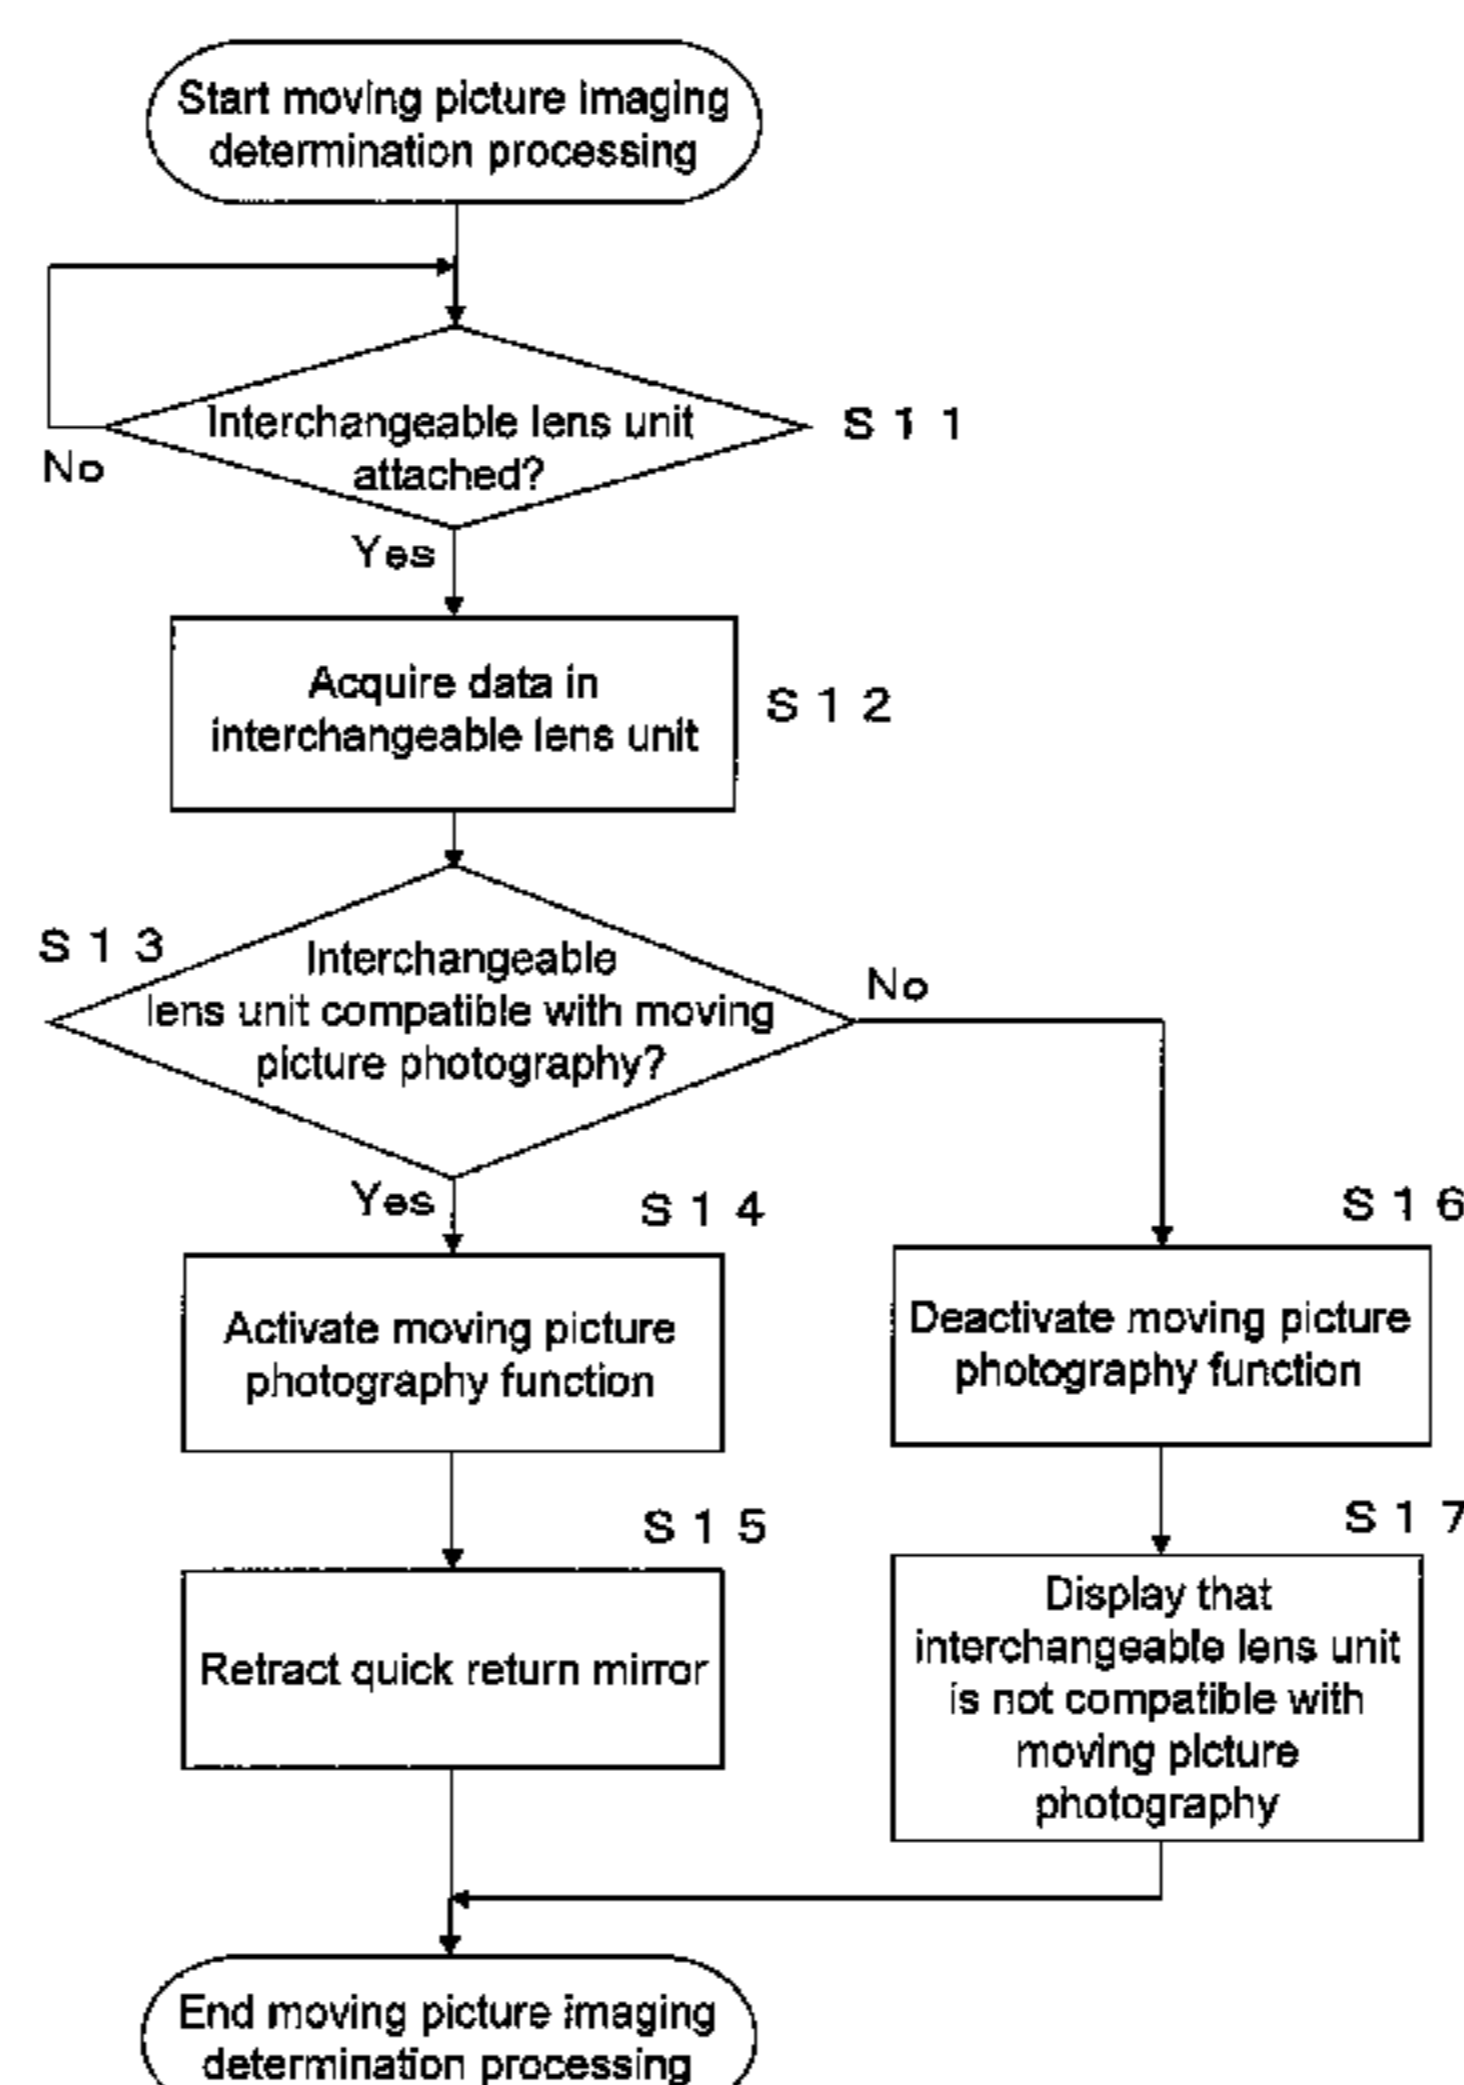 Start moving picture imaging
determination processing
Interchangeable lens unit
attached?
S 1 1
No
Yes
Acquire data in
interchangeable lens unit
S 1 2
S 1 3
Interchangeable
lens unit compatible with moving
picture photography?
No
Yes
S 1 4
Activate moving picture
photography function
S 1 6
Deactivate moving picture
photography function
S 1 5
Retract quick return mirror
S 1 7
Display that
interchangeable lens unit
is not compatible with
moving picture
photography
End moving picture imaging
determination processing